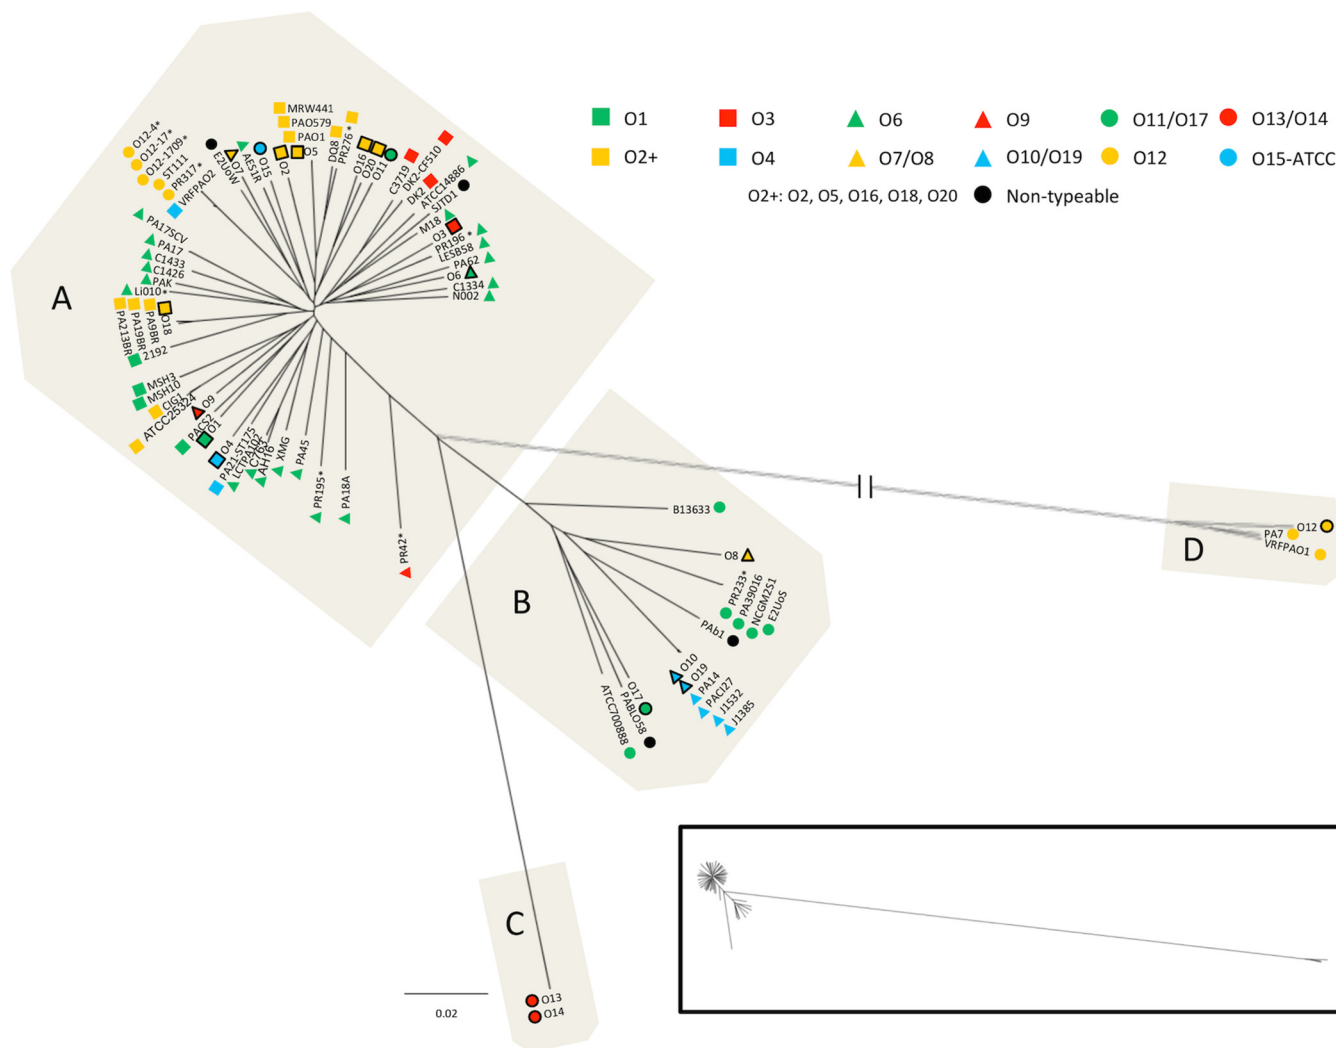 O1
O3
O6
O9
O11/O17
O13/O14
O2+
O4
O7/O8
O10/O19
O12
O15-ATCC
O2+: O2, O5, O16, O18, O20
Non-typeable
A
O12-4*
O12-17*
O12-1709*
ST111
PR317*
VRFPAO2
E2UoW
O7
AES1R
O15
O2
MRW441
PAO579
PAO1
O5
DO8
PR276*
O16
O20
O11
C3719
DK2-CF510
DK2
ATCC14886
SJTD1
M18
O3
PR196*
LESB58
PA62
O6
C1334
N002
PA17SCV
PA17
C1433
C1426
PAK
Li010*
PA213BR
PA19BR
PA9BR
O18
2192
MSH3
MSH10
CIG1
ATCC25324
O9
PACS2
O1
O4
PA21-ST175
LCTPA102
C763
AH16
XMG
PA45
PR195*
PA18A
PR42*
B
B13633
O8
PR233*
PA39016
NCGM2S1
E2UoS
PAb1
O10
O19
PA14
PACI27
J1532
J1385
O17
PABLO58
ATCC700888
D
O12
PA7
VRFPAO1
C
O13
O14
0.02